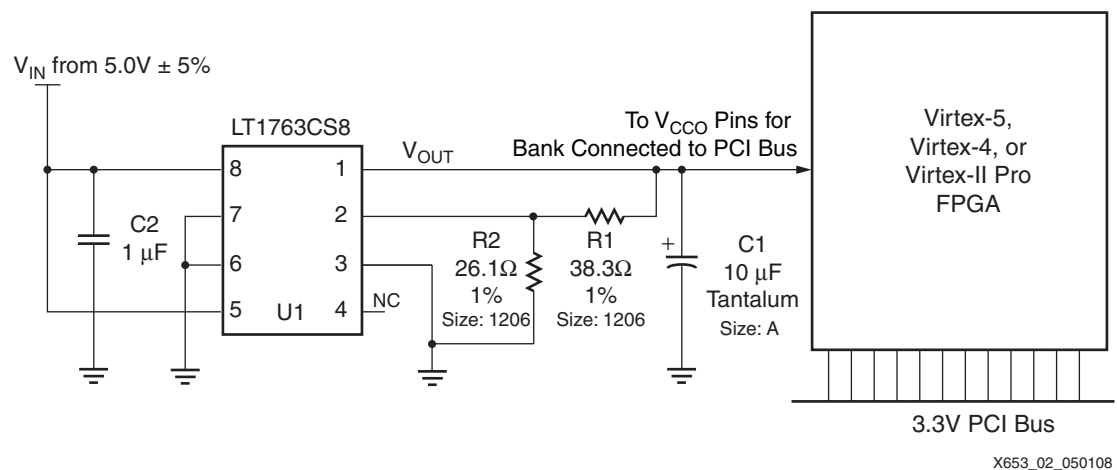 V_IN from 5.0V ± 5%
LT1763CS8
8
7
6
5
1
2
3
4
U1
NC
V_OUT
C2
1 µF
To V_CCO Pins for
Bank Connected to PCI Bus
R2
26.1Ω
1%
Size: 1206
R1
38.3Ω
1%
Size: 1206
+
C1
10 µF
Tantalum
Size: A
Virtex-5,
Virtex-4, or
Virtex-II Pro
FPGA
3.3V PCI Bus
X653_02_050108